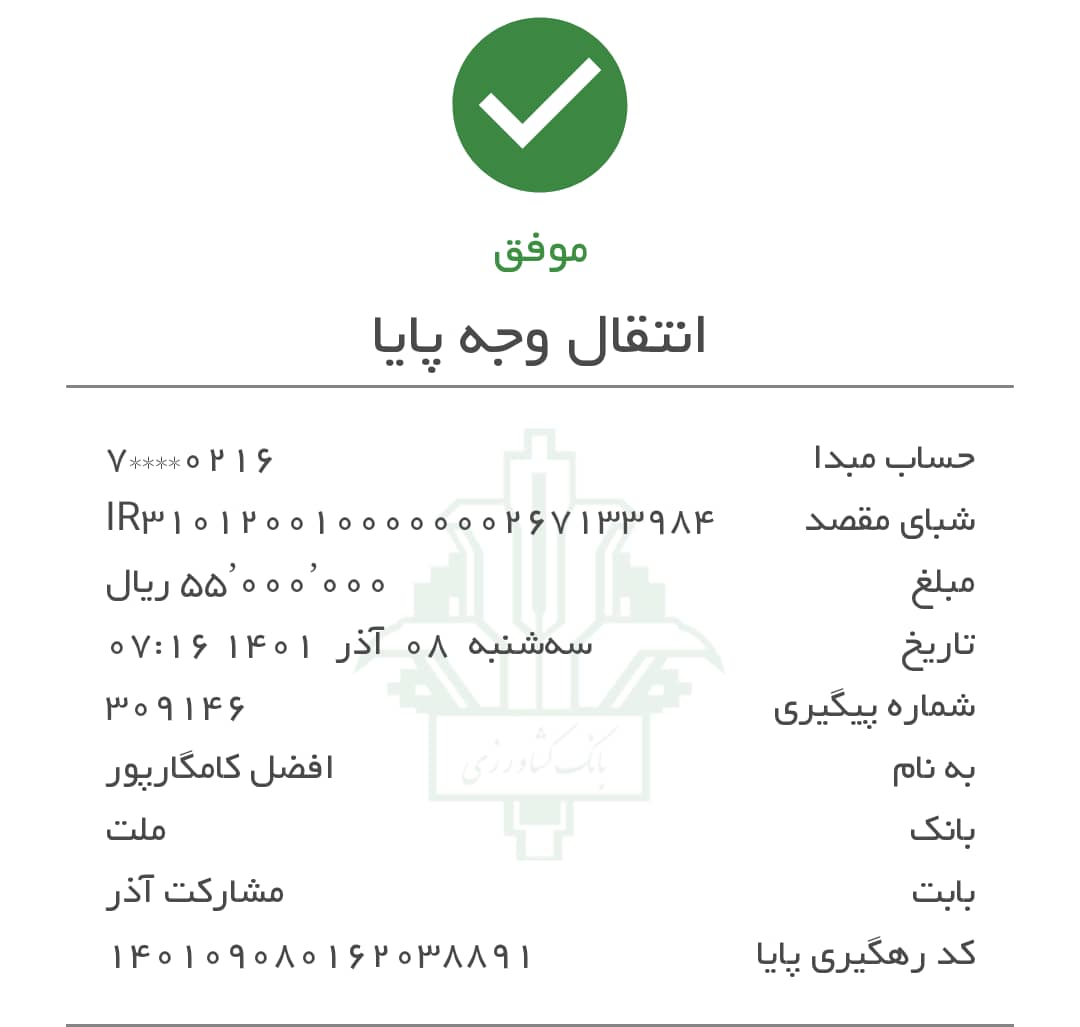 موفق
انتقال وجه پایا
حساب مبدا ۷****۰۲۱۶
شبای مقصد IR۳۱۰۱۲۰۰۱۰۰۰۰۰۰۰۲۶۷۱۳۳۹۸۴
مبلغ ۵۵٬۰۰۰٬۰۰۰ ریال
تاریخ سه‌شنبه ۰۸ آذر ۱۴۰۱ ۰۷:۱۶
شماره پیگیری ۳۰۹۱۴۶
به نام افضل کامگارپور
بانک ملت
بابت مشارکت آذر
کد رهگیری پایا ۱۴۰۱۰۹۰۸۰۱۶۲۰۳۸۸۹۱
بانک کشاورزی